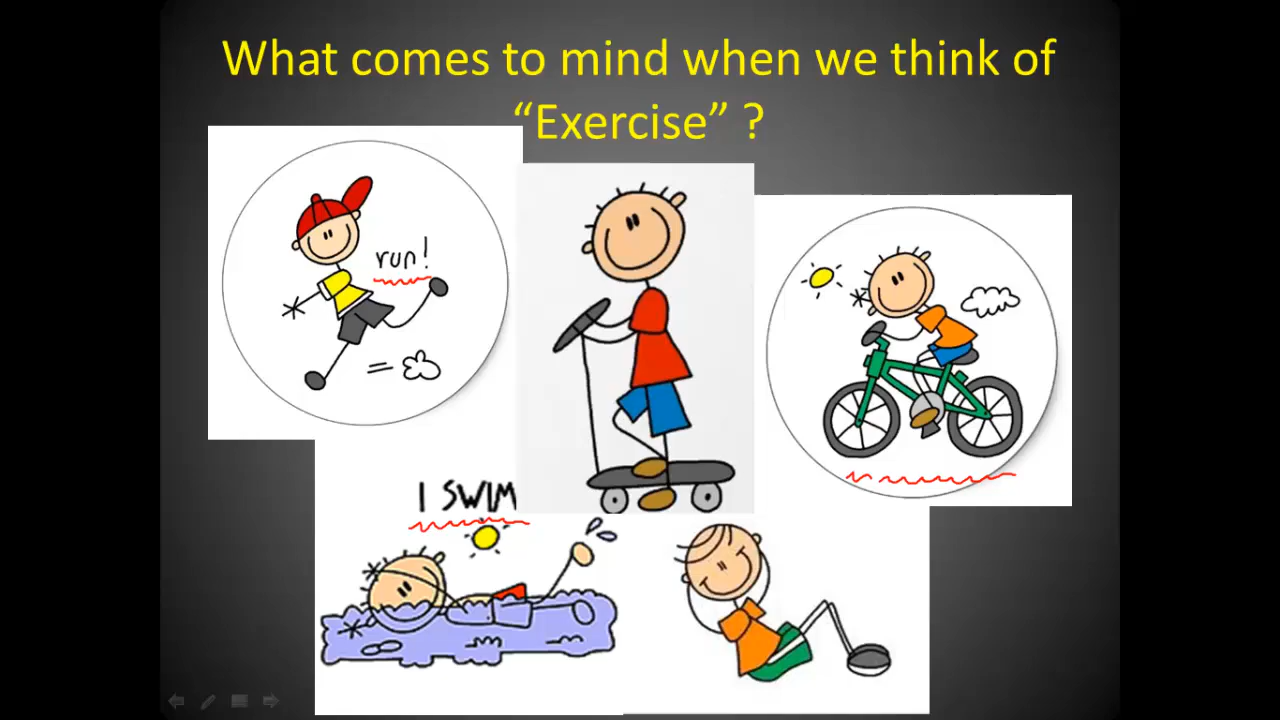 What comes to mind when we think of
“Exercise” ?
run!
I SWIM